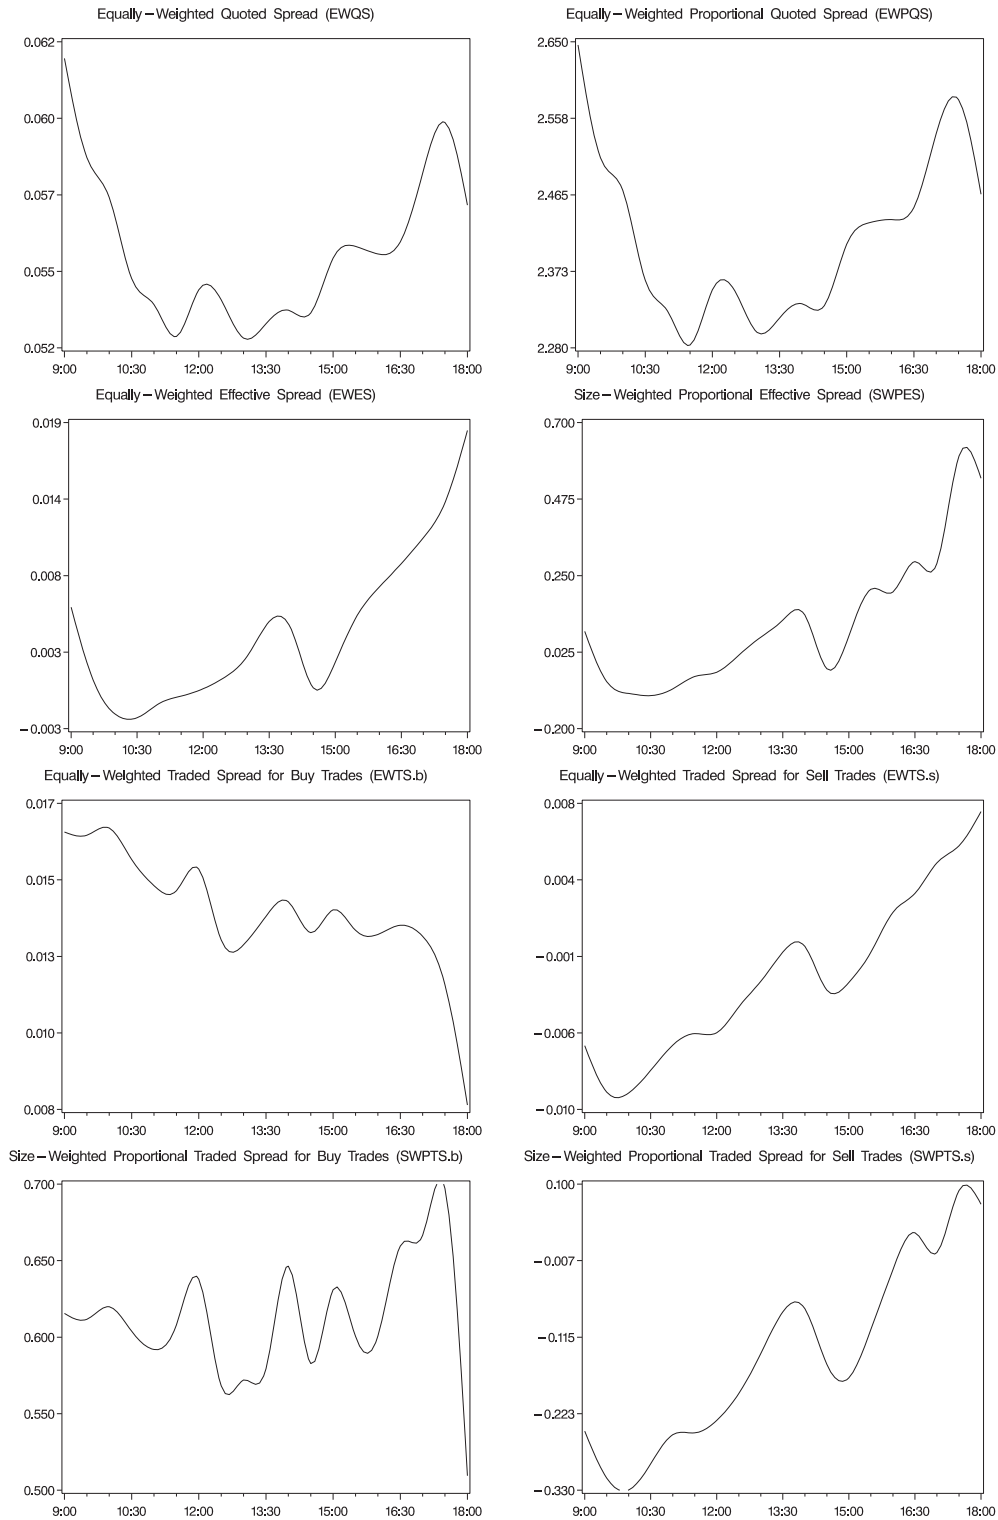 Equally–Weighted Quoted Spread (EWQS)
0.062
0.060
0.057
0.055
0.052
9:00 10:30 12:00 13:30 15:00 16:30 18:00
Equally–Weighted Proportional Quoted Spread (EWPQS)
2.650
2.558
2.465
2.373
2.280
9:00 10:30 12:00 13:30 15:00 16:30 18:00
Equally–Weighted Effective Spread (EWES)
0.019
0.014
0.008
0.003
–0.003
9:00 10:30 12:00 13:30 15:00 16:30 18:00
Size–Weighted Proportional Effective Spread (SWPES)
0.700
0.475
0.250
0.025
–0.200
9:00 10:30 12:00 13:30 15:00 16:30 18:00
Equally–Weighted Traded Spread for Buy Trades (EWTS.b)
0.017
0.015
0.013
0.010
0.008
9:00 10:30 12:00 13:30 15:00 16:30 18:00
Equally–Weighted Traded Spread for Sell Trades (EWTS.s)
0.008
0.004
–0.001
–0.006
–0.010
9:00 10:30 12:00 13:30 15:00 16:30 18:00
Size–Weighted Proportional Traded Spread for Buy Trades (SWPTS.b)
0.700
0.650
0.600
0.550
0.500
9:00 10:30 12:00 13:30 15:00 16:30 18:00
Size–Weighted Proportional Traded Spread for Sell Trades (SWPTS.s)
0.100
–0.007
–0.115
–0.223
–0.330
9:00 10:30 12:00 13:30 15:00 16:30 18:00